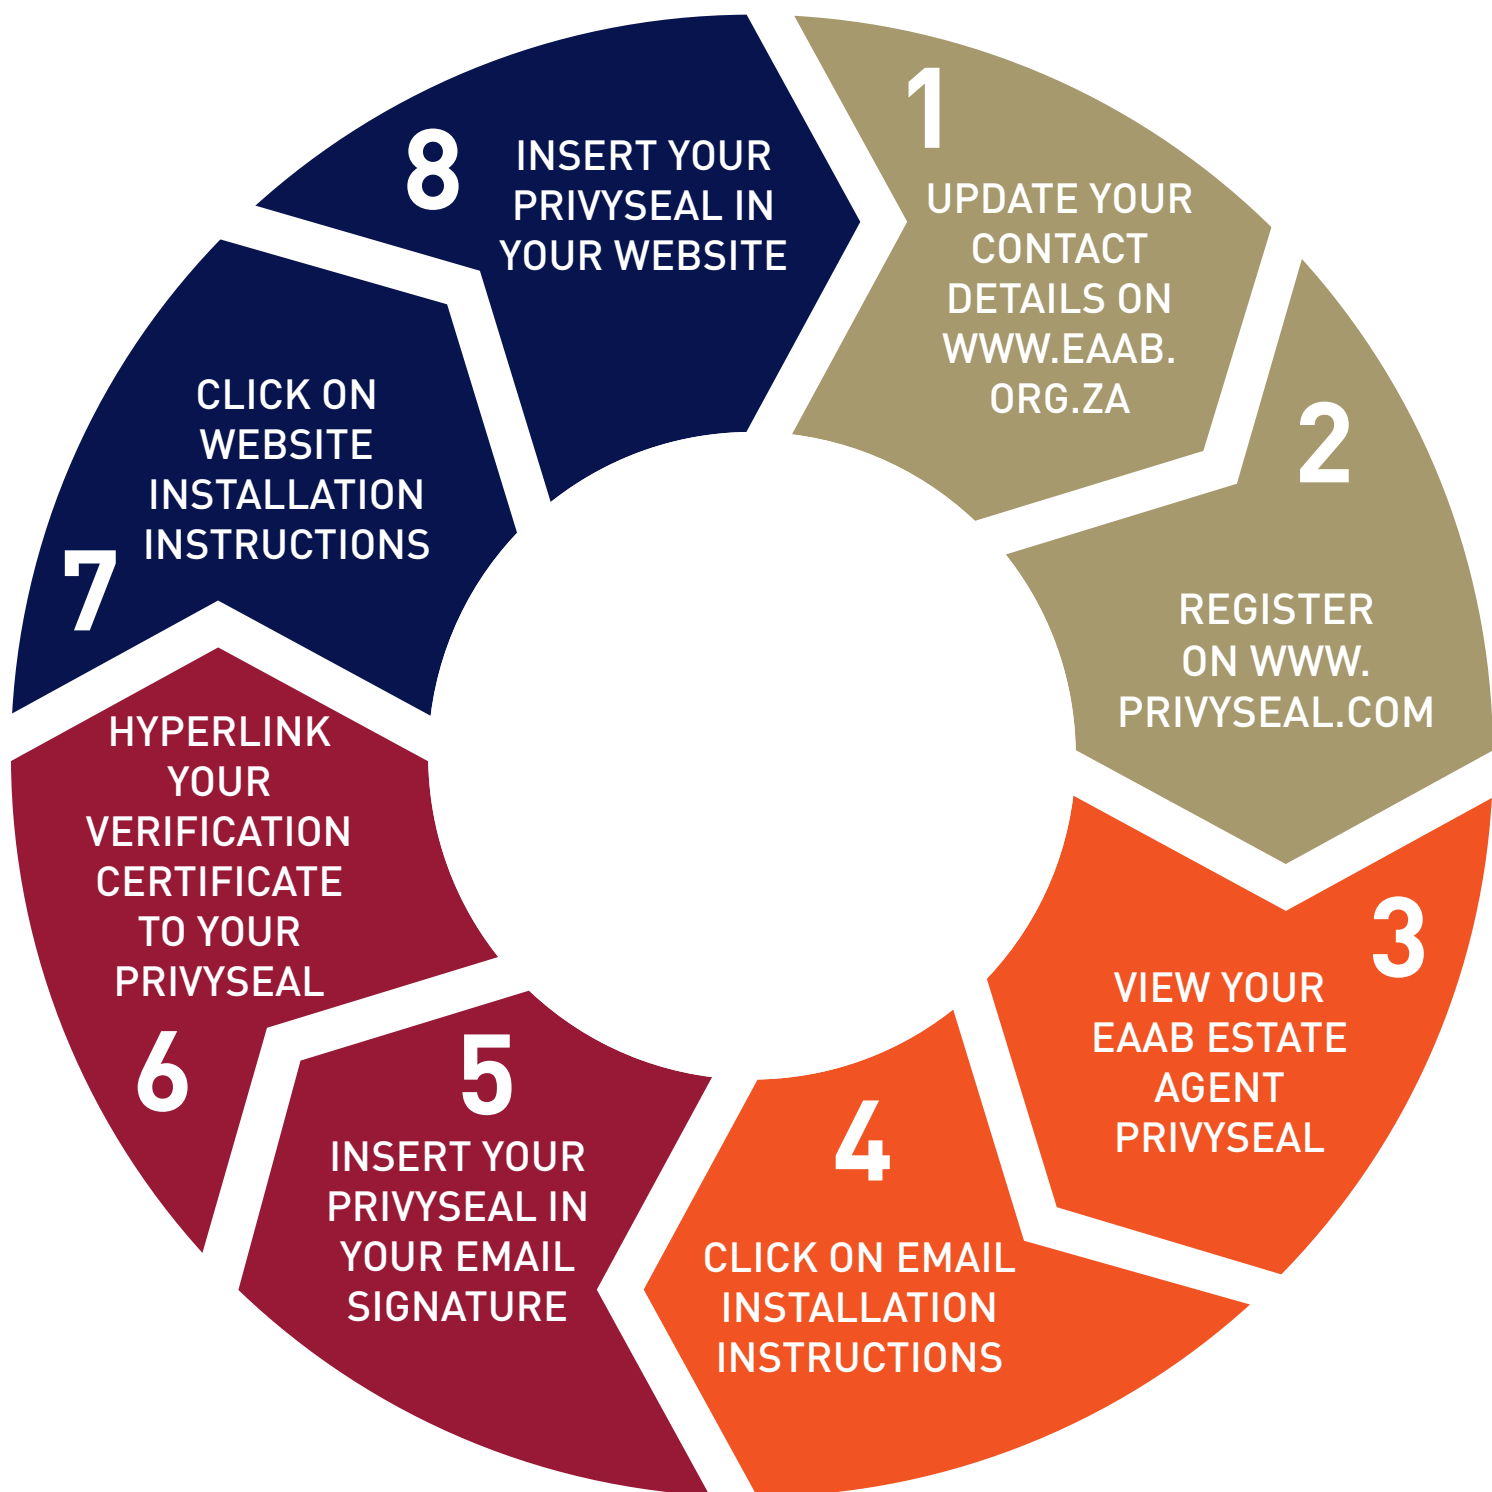 1
UPDATE YOUR
CONTACT
DETAILS ON
WWW.EAAB.
ORG.ZA
2
REGISTER
ON WWW.
PRIVYSEAL.COM
3
VIEW YOUR
EAAB ESTATE
AGENT
PRIVYSEAL
4
CLICK ON EMAIL
INSTALLATION
INSTRUCTIONS
5
INSERT YOUR
PRIVYSEAL IN
YOUR EMAIL
SIGNATURE
HYPERLINK
YOUR
VERIFICATION
CERTIFICATE
TO YOUR
PRIVYSEAL
6
CLICK ON
WEBSITE
INSTALLATION
INSTRUCTIONS
7
8
INSERT YOUR
PRIVYSEAL IN
YOUR WEBSITE